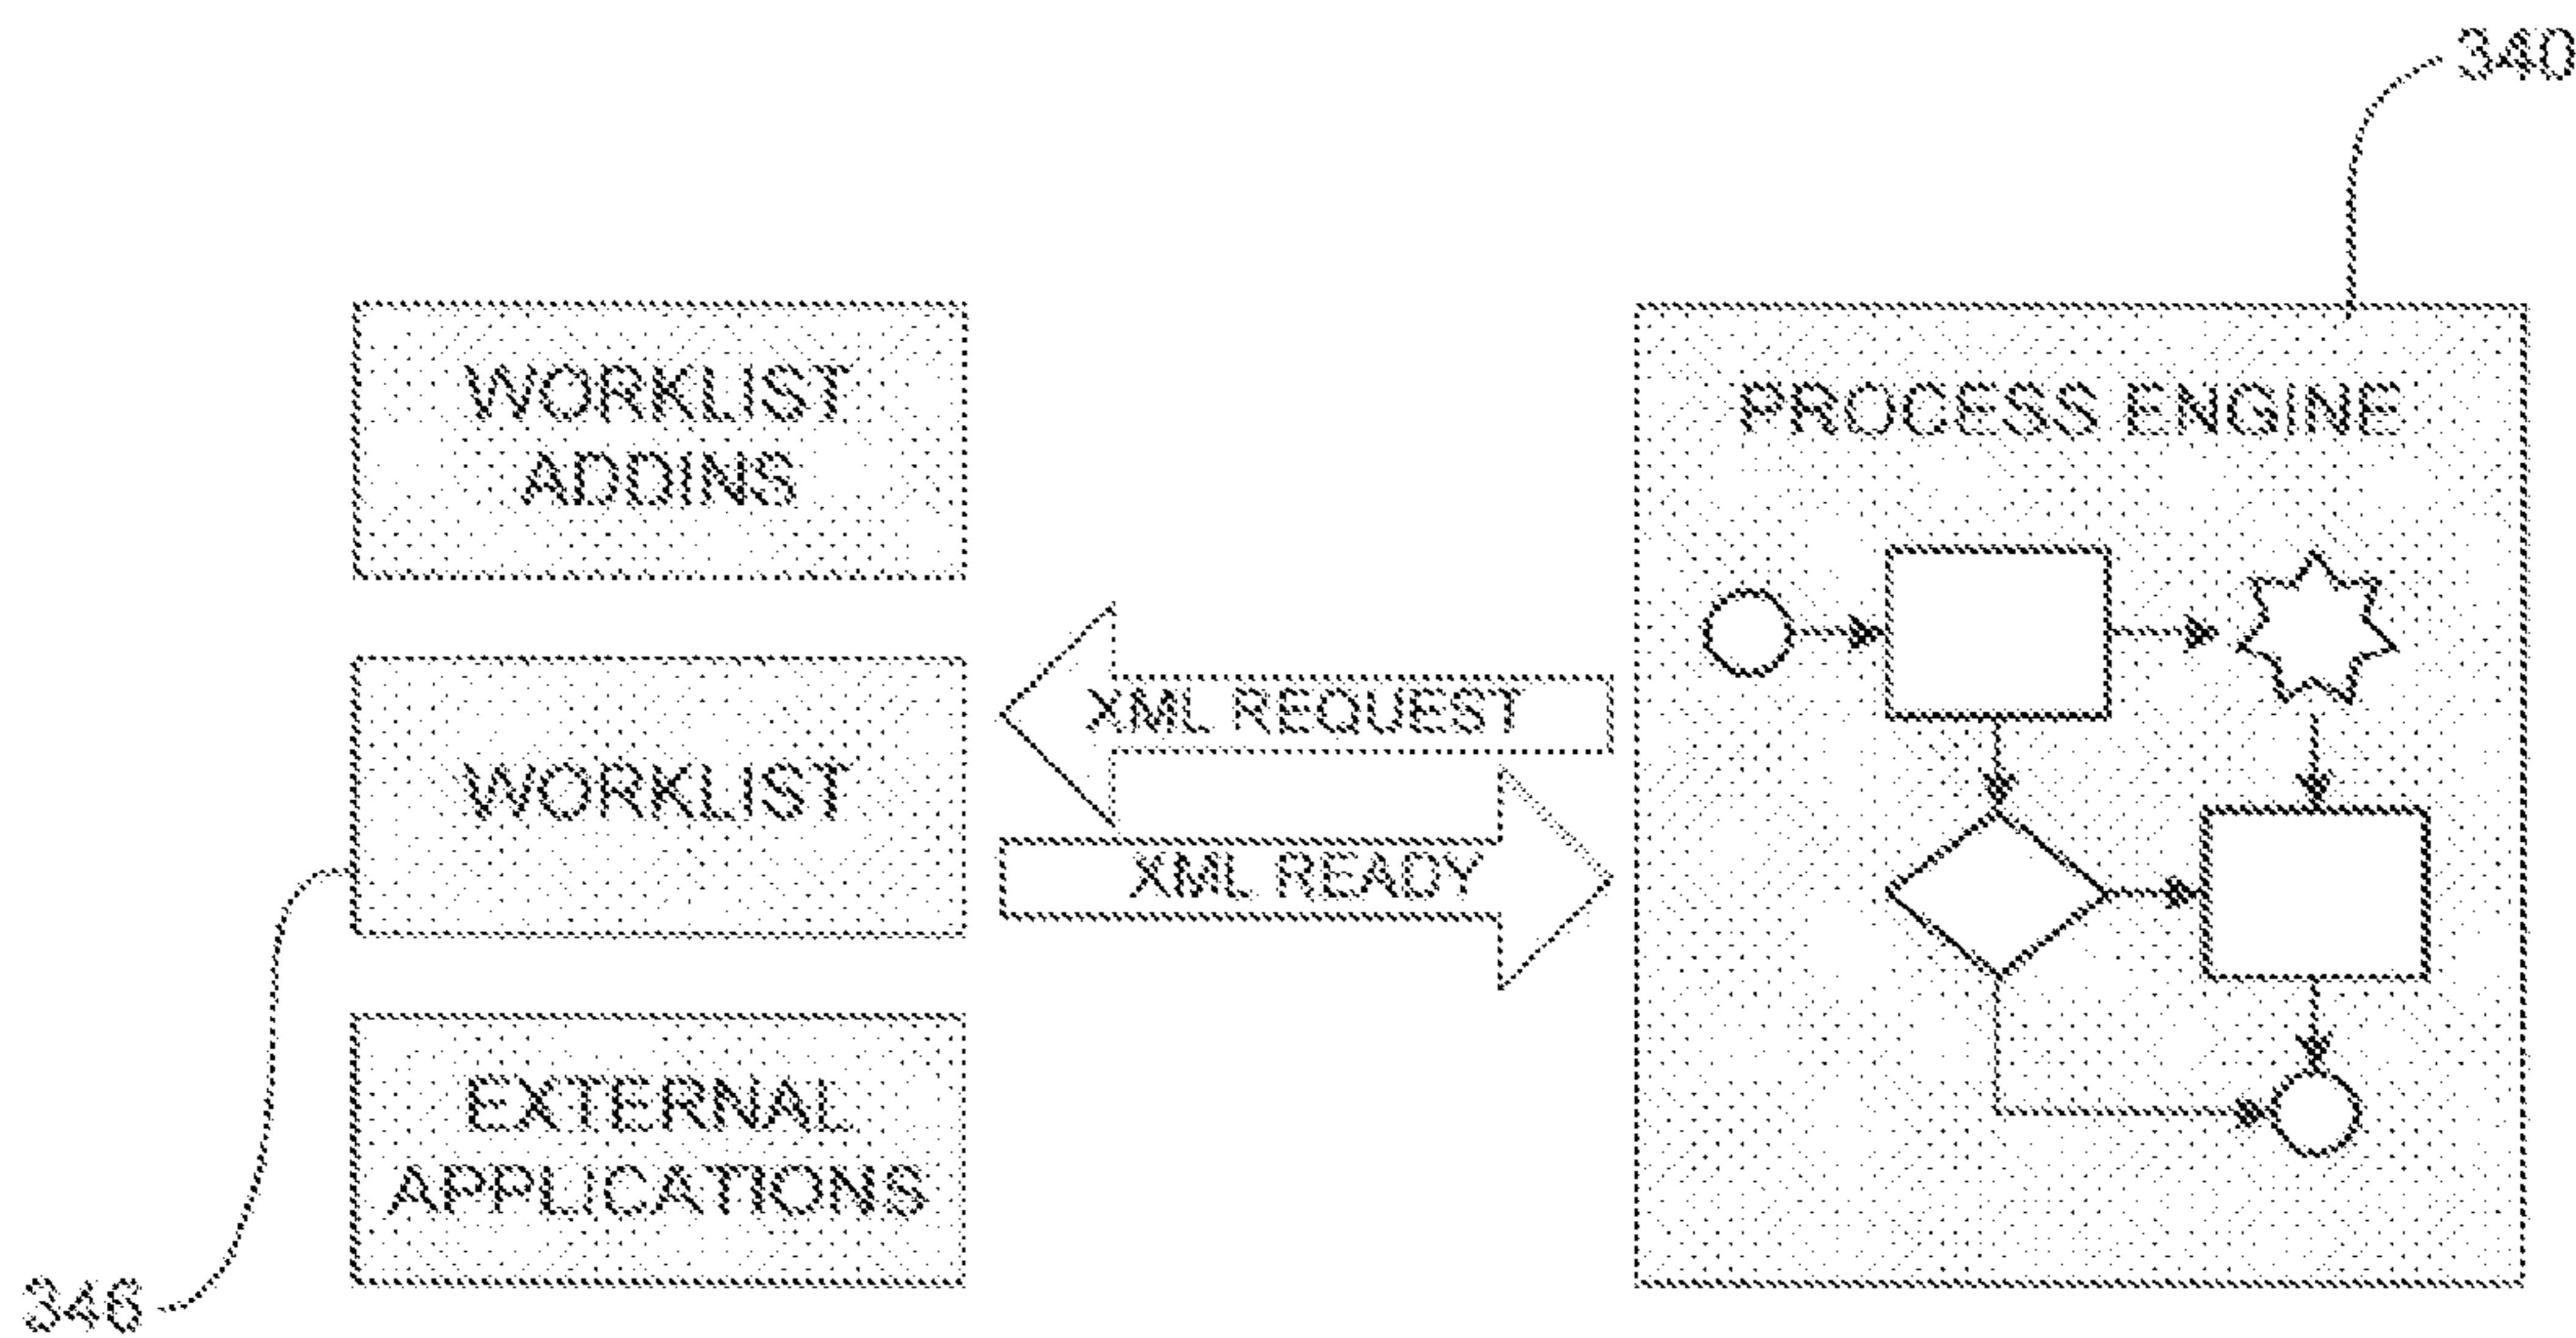 340
WORKLIST
ADDINS
PROCESS ENGINE
XML REQUEST
WORKLIST
XML READY
EXTERNAL
APPLICATIONS
346